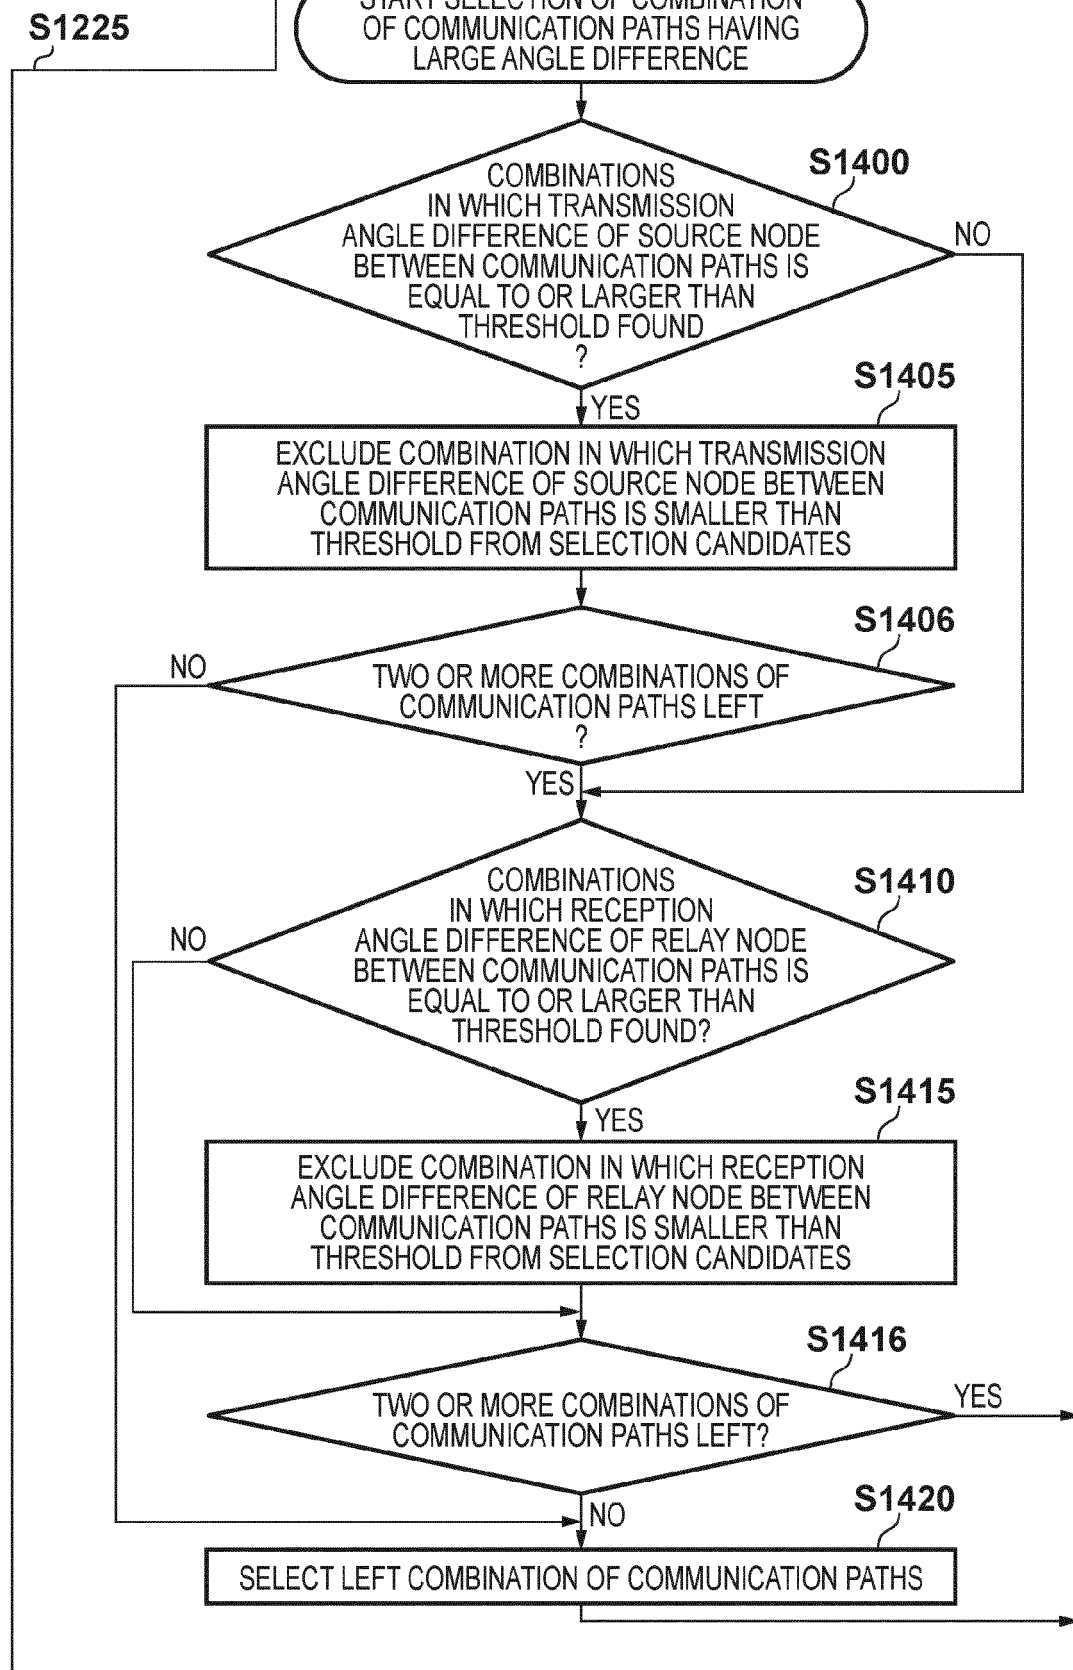 S1225
START SELECTION OF COMBINATION
OF COMMUNICATION PATHS HAVING
LARGE ANGLE DIFFERENCE
S1400
COMBINATIONS
IN WHICH TRANSMISSION
ANGLE DIFFERENCE OF SOURCE NODE
BETWEEN COMMUNICATION PATHS IS
EQUAL TO OR LARGER THAN
THRESHOLD FOUND
?
NO
YES
S1405
EXCLUDE COMBINATION IN WHICH TRANSMISSION
ANGLE DIFFERENCE OF SOURCE NODE BETWEEN
COMMUNICATION PATHS IS SMALLER THAN
THRESHOLD FROM SELECTION CANDIDATES
S1406
NO
TWO OR MORE COMBINATIONS OF
COMMUNICATION PATHS LEFT
?
YES
S1410
COMBINATIONS
IN WHICH RECEPTION
ANGLE DIFFERENCE OF RELAY NODE
BETWEEN COMMUNICATION PATHS IS
EQUAL TO OR LARGER THAN
THRESHOLD FOUND?
NO
YES
S1415
EXCLUDE COMBINATION IN WHICH RECEPTION
ANGLE DIFFERENCE OF RELAY NODE BETWEEN
COMMUNICATION PATHS IS SMALLER THAN
THRESHOLD FROM SELECTION CANDIDATES
S1416
TWO OR MORE COMBINATIONS OF
COMMUNICATION PATHS LEFT?
YES
NO
S1420
SELECT LEFT COMBINATION OF COMMUNICATION PATHS